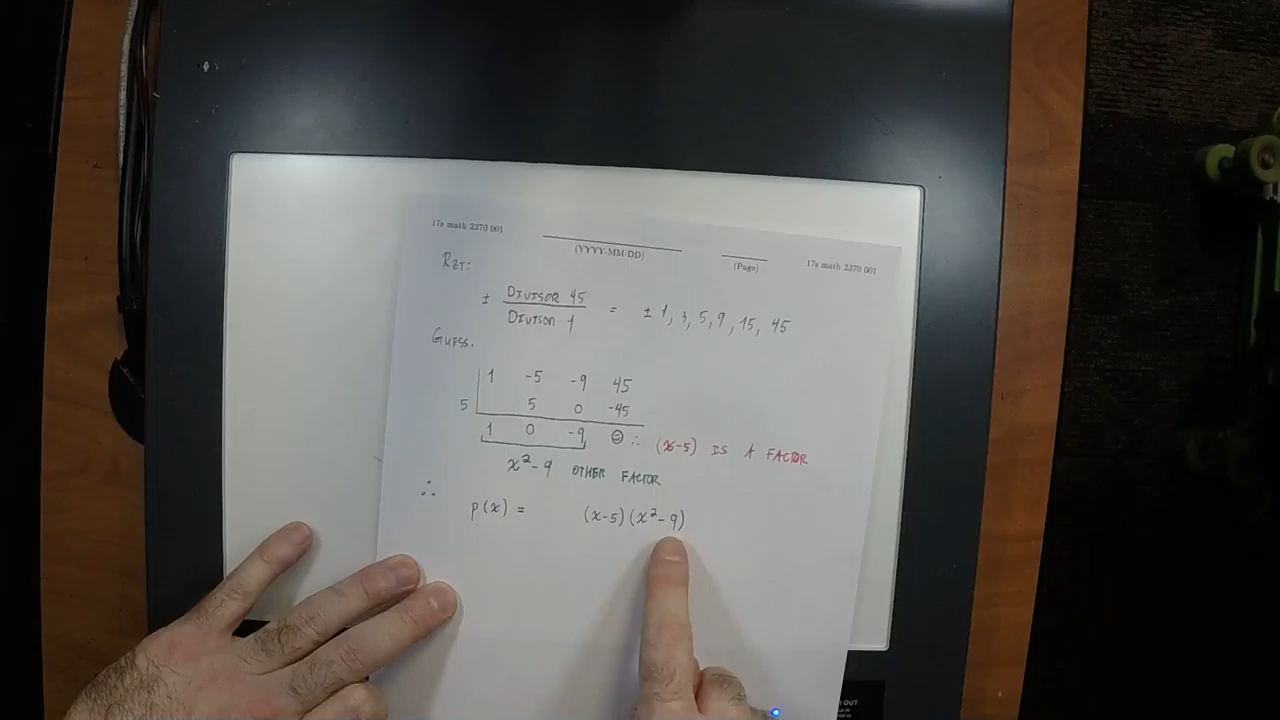 17s math 2370 001
(YYYY-MM-DD)
(Page)
17s math 2370 001
RZT:
± DIVISOR 45 / DIVISOR 1 = ± 1, 3, 5, 9, 15, 45
GUESS.
1 -5 -9 45
5 5 0 -45
1 0 -9 ∴ (x-5) IS A FACTOR
x²-9 OTHER FACTOR
∴ p(x) = (x-5)(x²-9)
OUT